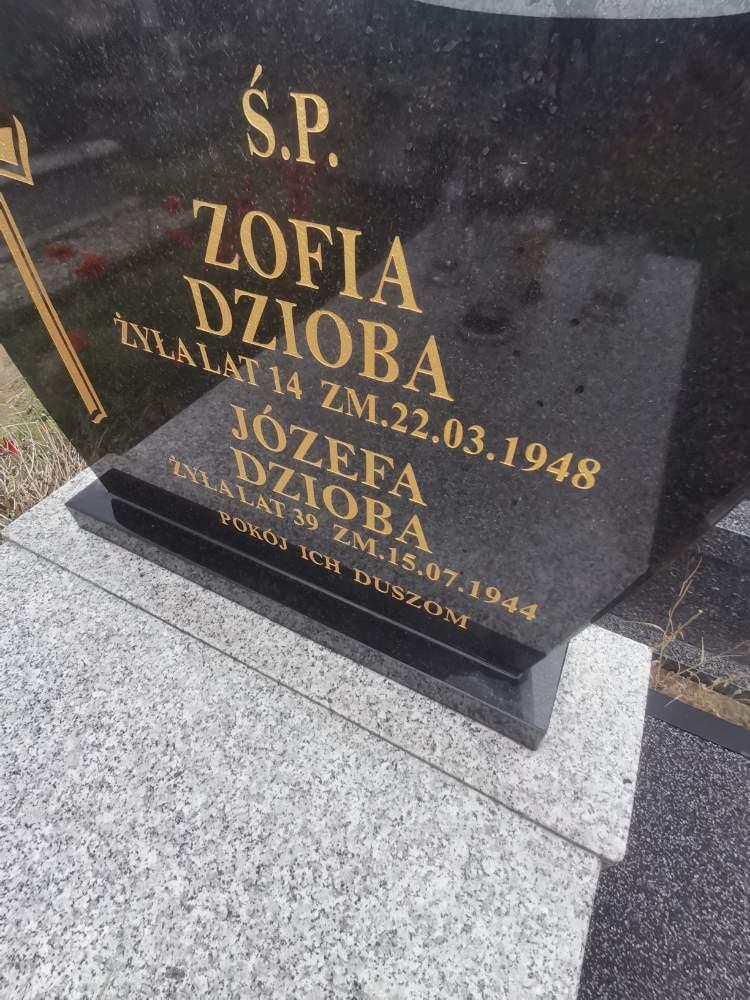 Ś.P.
ZOFIA
DZIOBA
ŻYŁA LAT 14 ZM.22.03.1948
JÓZEFA
DZIOBA
ŻYŁA LAT 39 ZM.15.07.1944
POKÓJ ICH DUSZOM